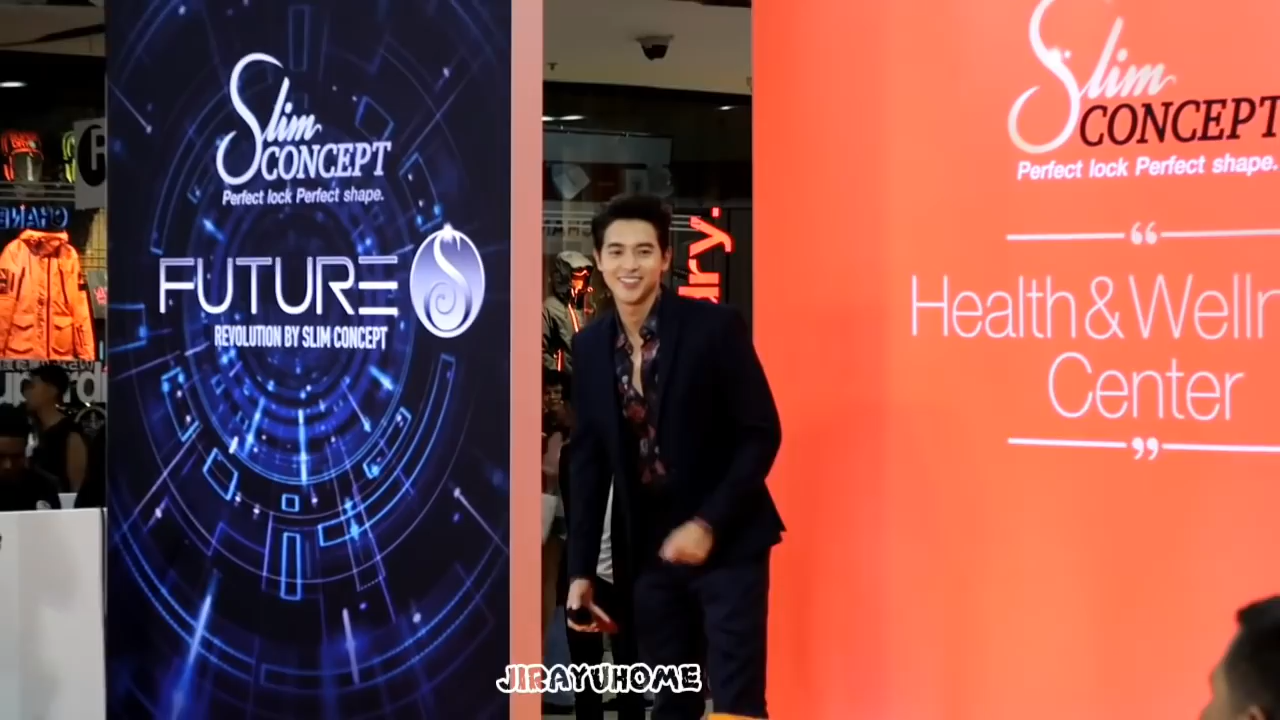 Slim
CONCEPT
Perfect lock Perfect shape.
FUTURE S
REVOLUTION BY SLIM CONCEPT
Slim
CONCEPT
Perfect lock Perfect shape.
“
Health & Welln
Center
”
ry.
JIRAYUHOME